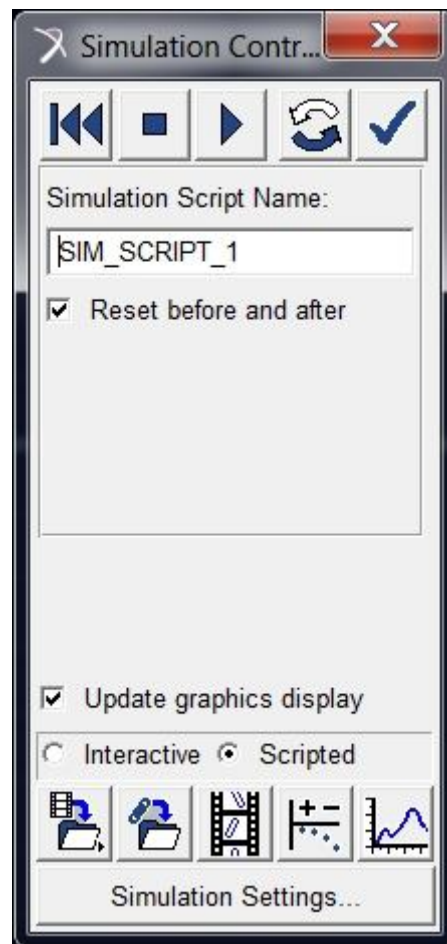 Simulation Contr...
Simulation Script Name:
SIM_SCRIPT_1
Reset before and after
Update graphics display
Interactive Scripted
Simulation Settings...